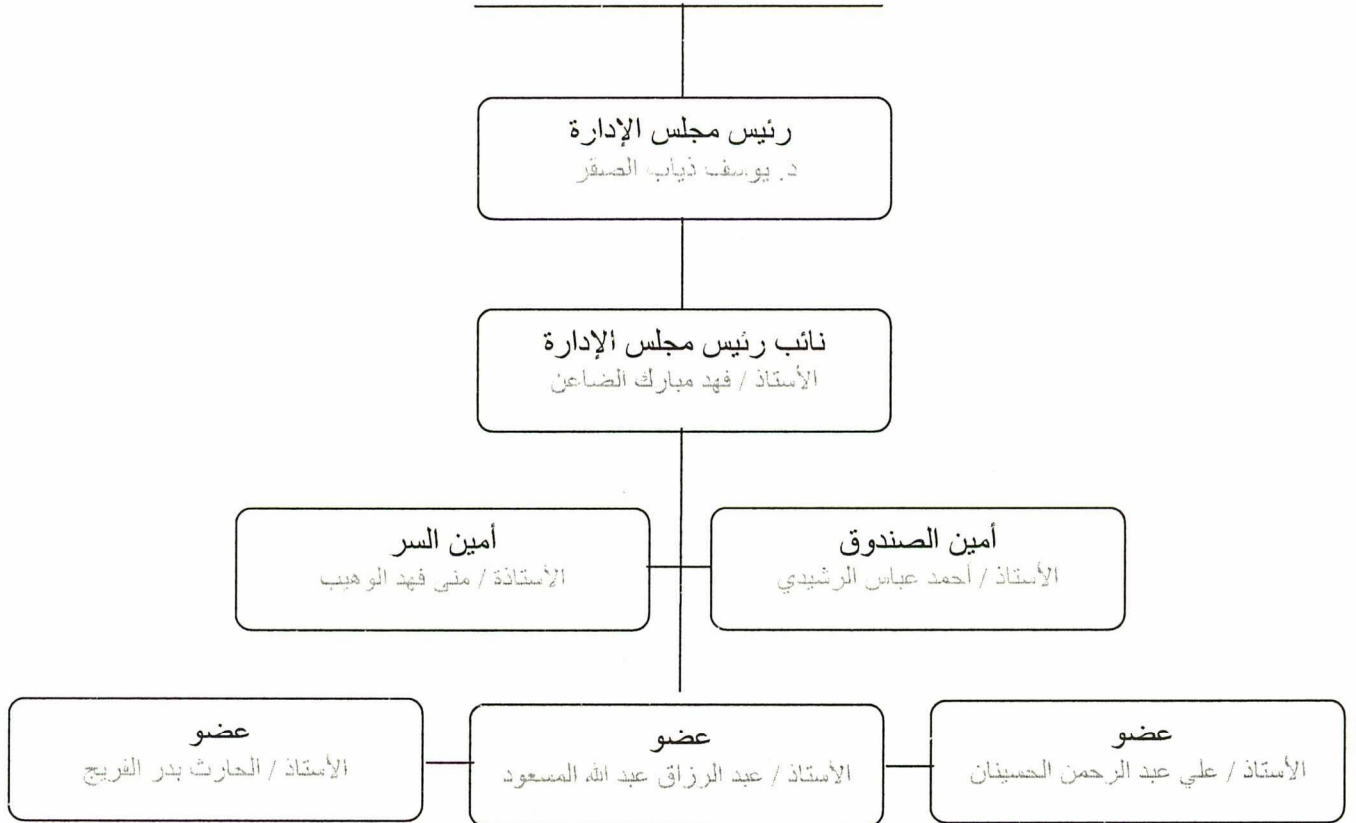 رئيس مجلس الإدارة
د. يوسف ذياب الصقر
نائب رئيس مجلس الإدارة
الأستاذ / فهد مبارك الضاعن
أمين الصندوق
الأستاذ / أحمد عباس الرشيدي
أمين السر
الأستاذة / منى فهد الوهيب
عضو
الأستاذ / علي عبد الرحمن الحسينان
عضو
الأستاذ / عبد الرزاق عبد الله المسعود
عضو
الأستاذ / الحارث بدر الفريج